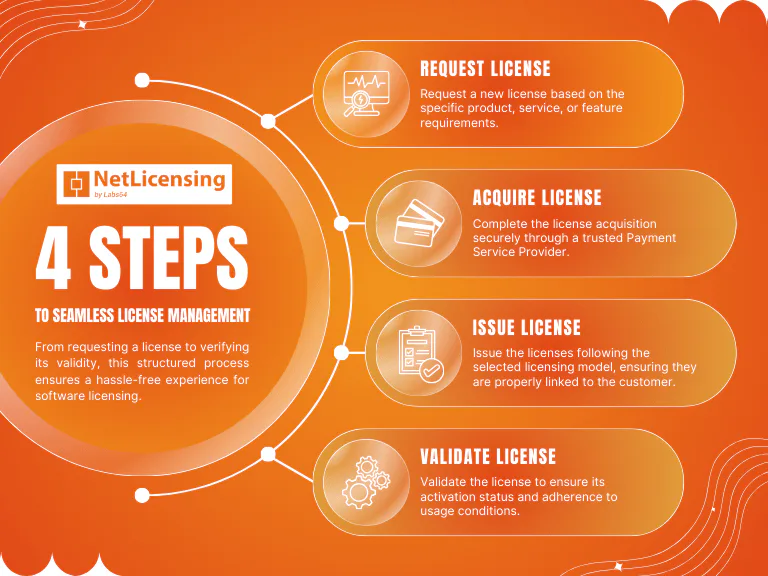 NetLicensing
by Labs64
4 STEPS
TO SEAMLESS LICENSE MANAGEMENT
From requesting a license to verifying
its validity, this structured process
ensures a hassle-free experience for
software licensing.
REQUEST LICENSE
Request a new license based on the
specific product, service, or feature
requirements.
ACQUIRE LICENSE
Complete the license acquisition
securely through a trusted Payment
Service Provider.
ISSUE LICENSE
Issue the licenses following the
selected licensing model, ensuring they
are properly linked to the customer.
VALIDATE LICENSE
Validate the license to ensure its
activation status and adherence to
usage conditions.